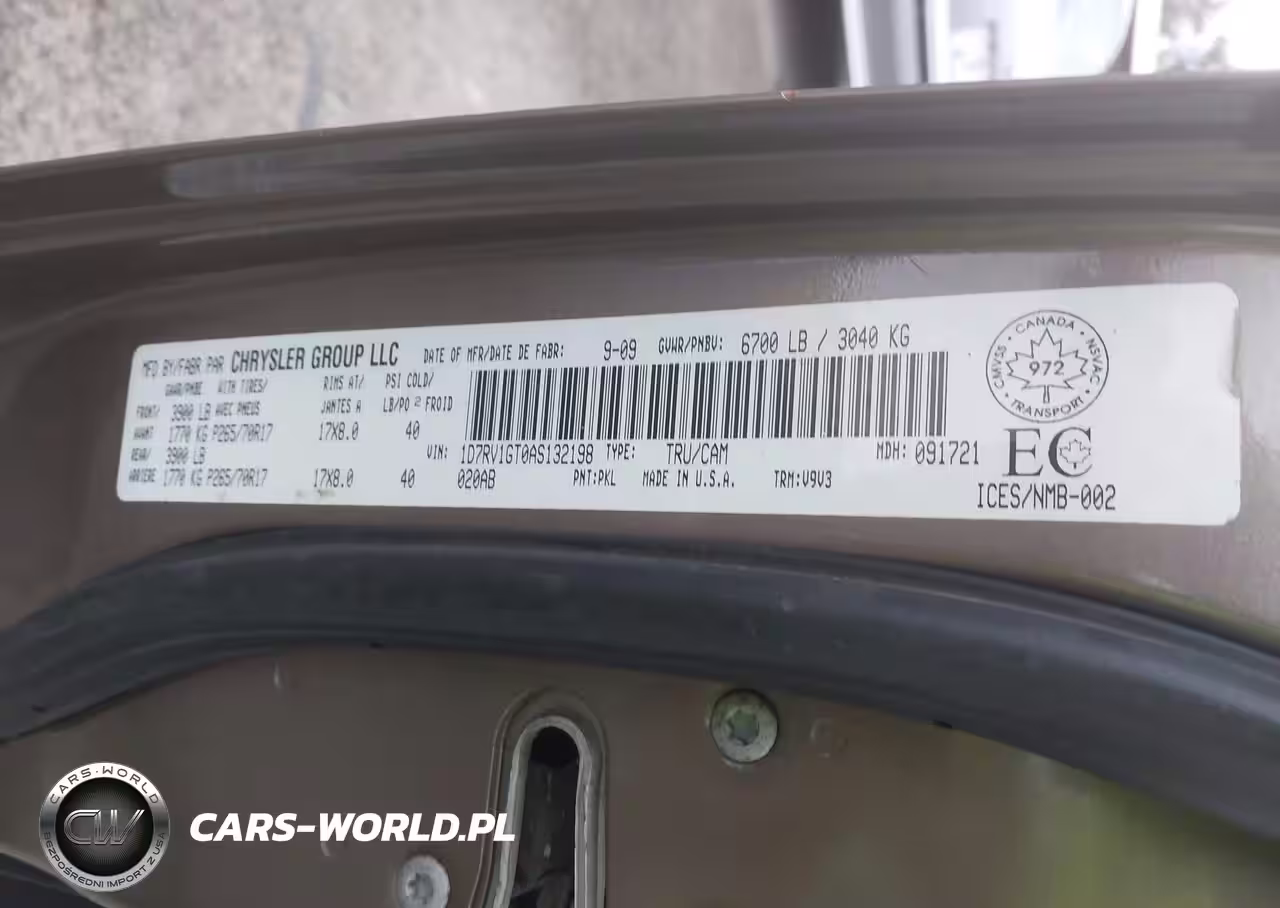 MFD BY/FABR PAR CHRYSLER GROUP LLC DATE OF MFR/DATE DE FABR: 9-09 GVWR/PNBV: 6700 LB / 3040 KG
GAWR/PNBE WITH TIRES/ RIMS AT/ PSI COLD/
FRONT/ 3900 LB AVEC PNEUS JANTES A LB/PO² FROID
AVANT 1770 KG P265/70R17 17X8.0 40
REAR/ 3900 LB
ARRIERE 1770 KG P265/70R17 17X8.0 40
VIN: 1D7RV1GT0AS132198 TYPE: TRU/CAM MDH: 091721
020AB PNT:PKL MADE IN U.S.A. TRM:V9V3
CANADA
CMVSS 972 NSVAC
TRANSPORT
EC
ICES/NMB-002
CARS-WORLD
CW
BEZPOŚREDNI IMPORT Z USA
CARS-WORLD.PL